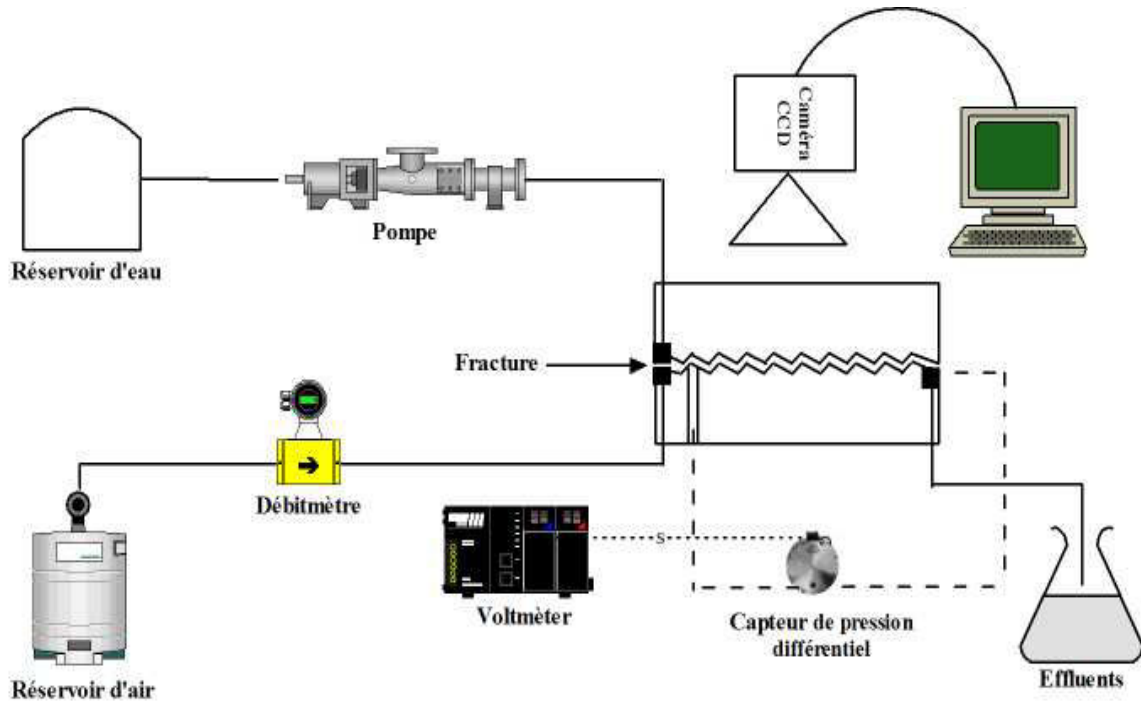 Caméra
CCD
Pompe
Réservoir d'eau
Fracture
Débitmètre
S
Voltmèter
Capteur de pression
différentiel
Réservoir d'air
Effluents